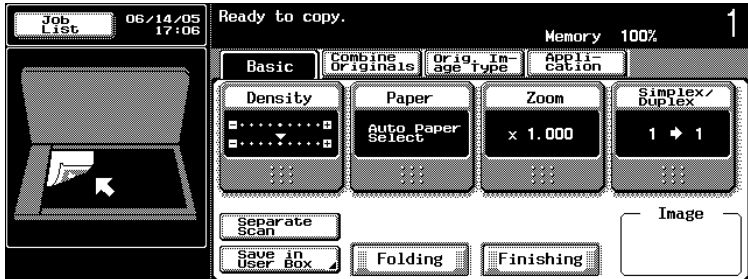 Job
List
06/14/05
17:06
Ready to copy.
Memory 100%
1
Basic
Combine
Originals
Orig. Im-
age Type
Appli-
cation
Density
Paper
Auto Paper
Select
Zoom
× 1.000
Simplex/
Duplex
1 ➔ 1
Separate
Scan
Save in
User Box
Folding
Finishing
Image